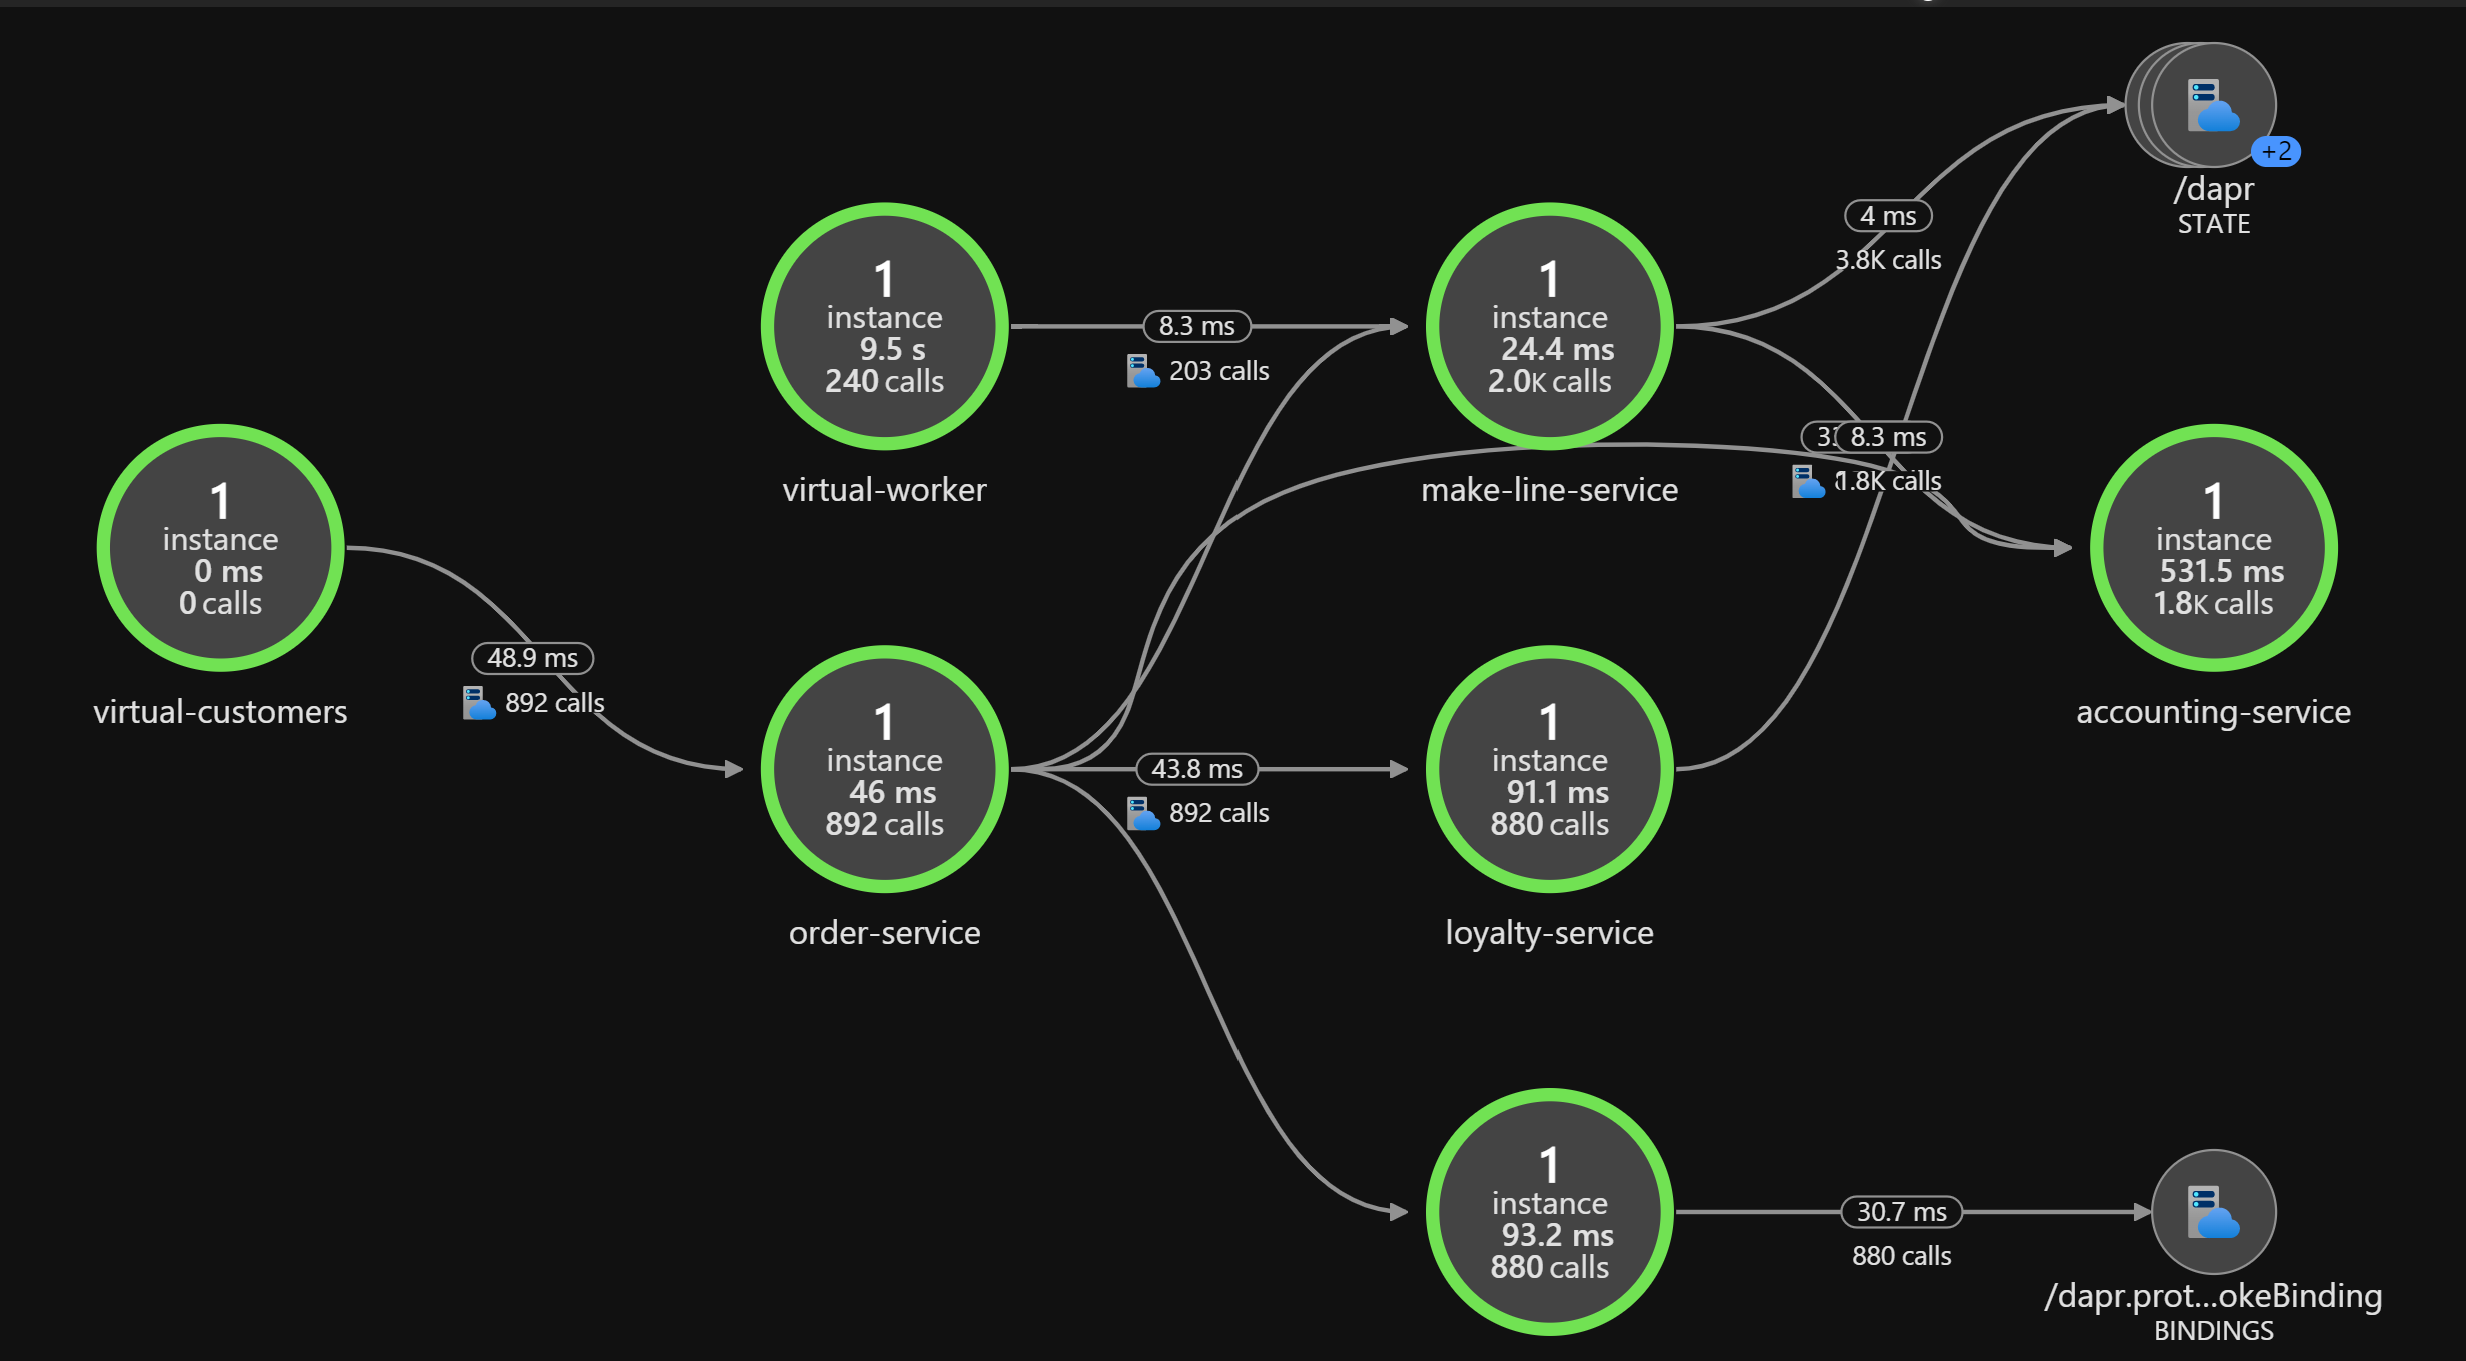 +2
/dapr
STATE
4 ms
3.8K calls
1
instance
9.5 s
240 calls
virtual-worker
8.3 ms
203 calls
1
instance
24.4 ms
2.0K calls
make-line-service
8.3 ms
1.8K calls
1
instance
0 ms
0 calls
virtual-customers
48.9 ms
892 calls
1
instance
531.5 ms
1.8K calls
accounting-service
1
instance
46 ms
892 calls
order-service
43.8 ms
892 calls
1
instance
91.1 ms
880 calls
loyalty-service
1
instance
93.2 ms
880 calls
30.7 ms
880 calls
/dapr.prot...okeBinding
BINDINGS